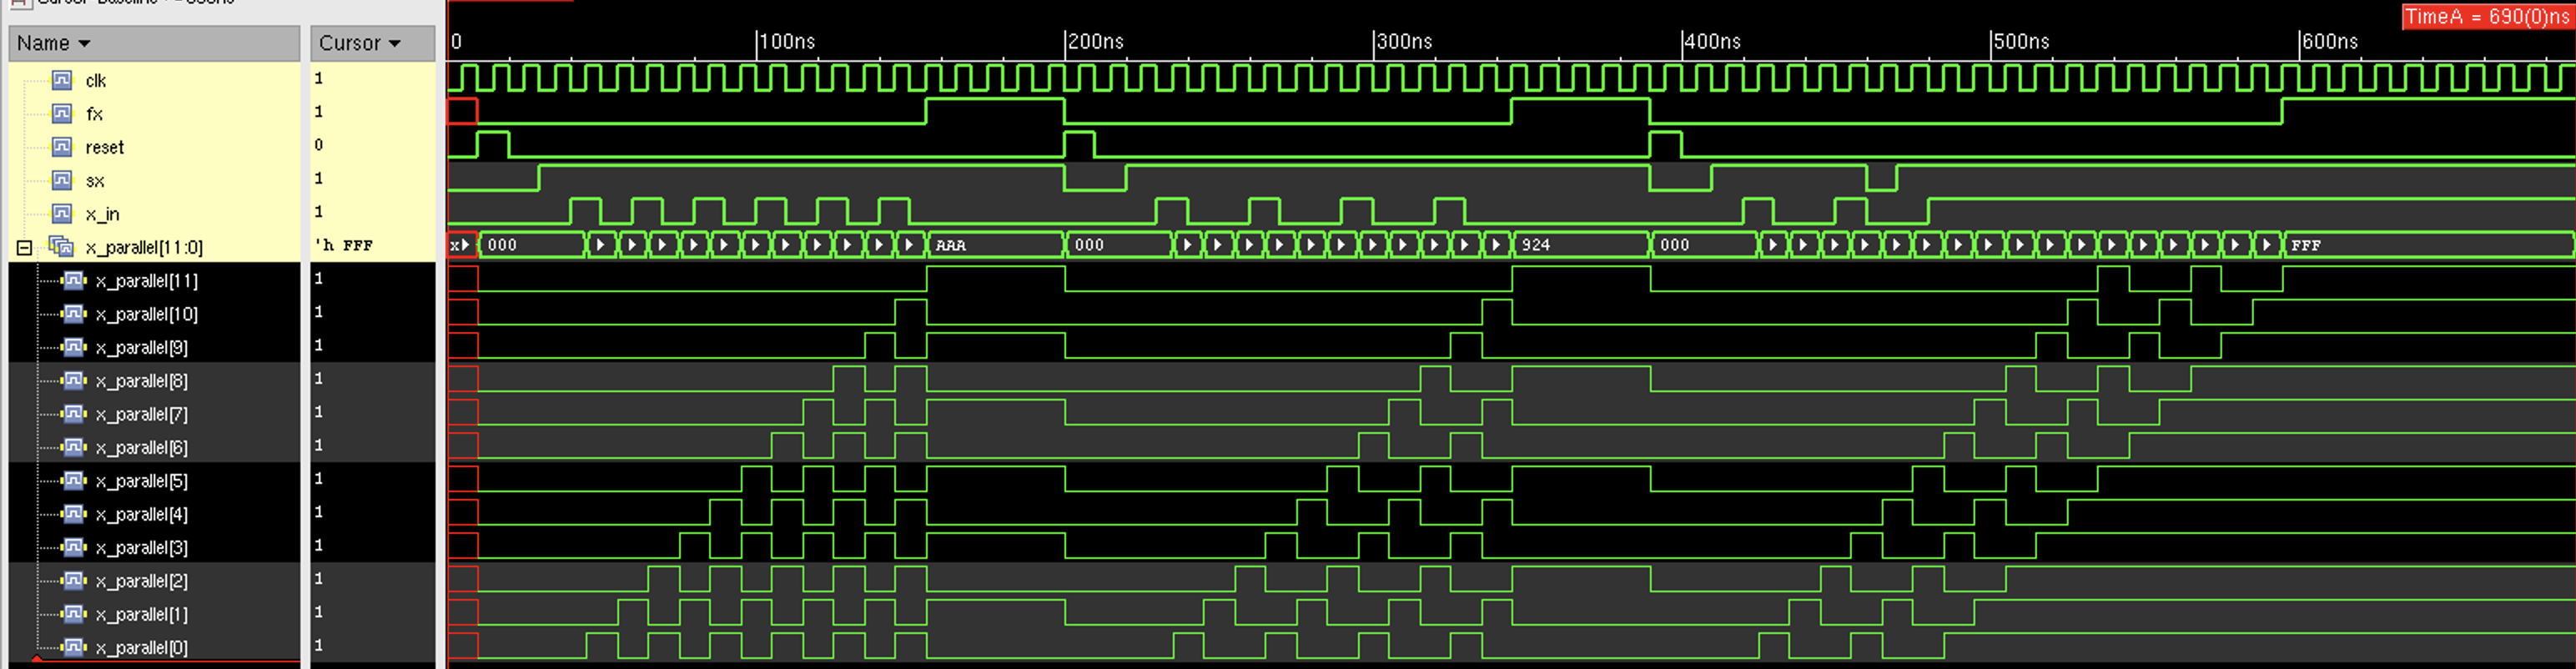 TimeA = 690(0)ns
Name Cursor 0 100ns 200ns 300ns 400ns 500ns 600ns
clk 1
fx 1
reset 0
sx 1
x_in 1
x_parallel[11:0] 'h FFF x 000 AAA 000 924 000 FFF
x_parallel[11] 1
x_parallel[10] 1
x_parallel[9] 1
x_parallel[8] 1
x_parallel[7] 1
x_parallel[6] 1
x_parallel[5] 1
x_parallel[4] 1
x_parallel[3] 1
x_parallel[2] 1
x_parallel[1] 1
x_parallel[0] 1